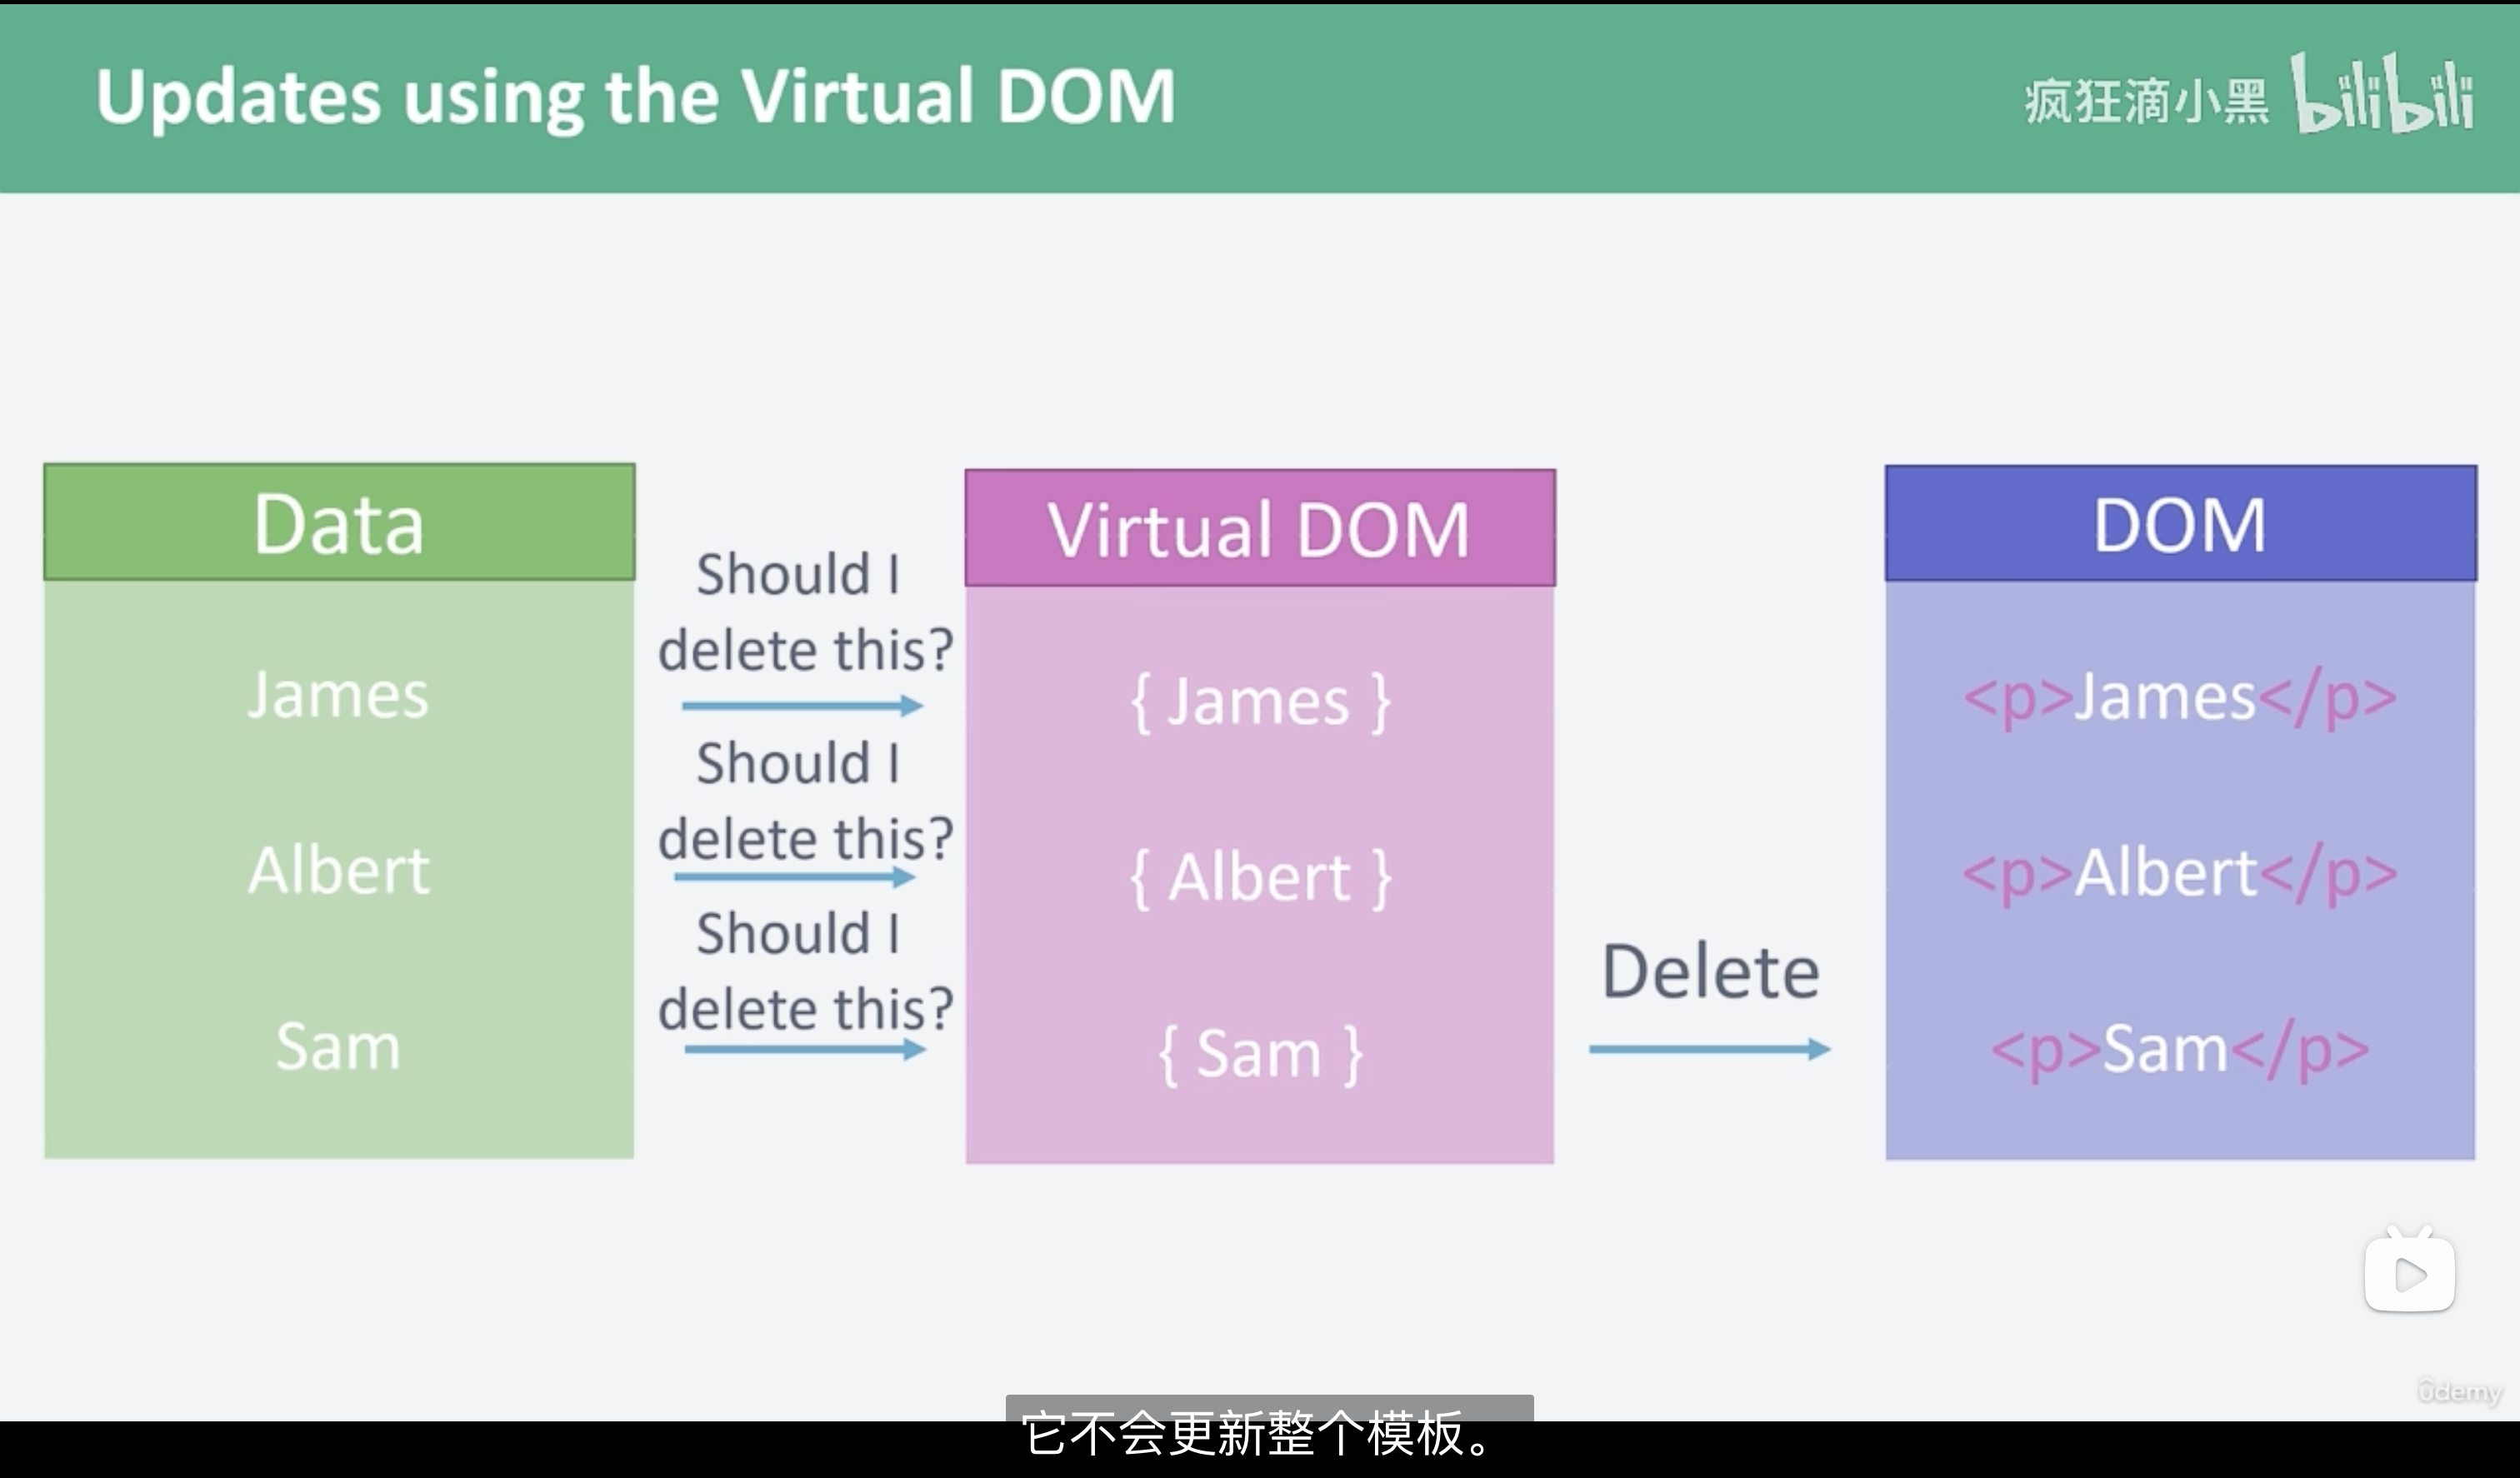 Updates using the Virtual DOM
疯狂滴小黑 bilibili
Data
James
Albert
Sam
Should I
delete this?
Should I
delete this?
Should I
delete this?
Virtual DOM
{ James }
{ Albert }
{ Sam }
Delete
DOM
<p>James</p>
<p>Albert</p>
<p>Sam</p>
ûdemy
它不会更新整个模板。